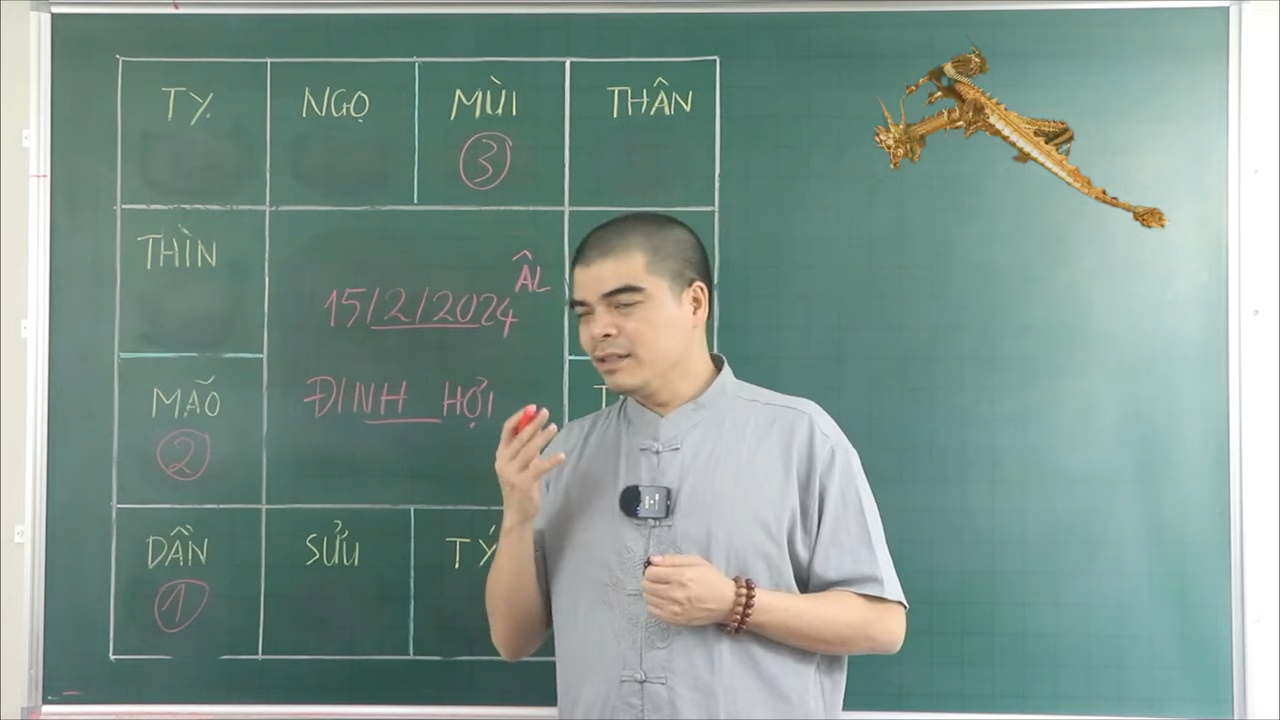 TỴ NGỌ MÙI THÂN
3
THÌN
ÂL
15/2/2024
MÃO ĐINH HỢI
2
DẦN SỬU TÝ
1